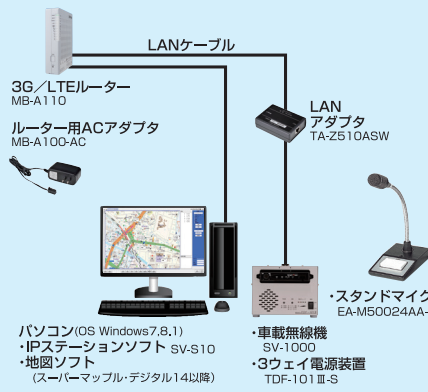 LANケーブル
3G／LTEルーター
MB-A110
ルーター用ACアダプタ
MB-A100-AC
LAN
アダプタ
TA-Z510ASW
・スタンドマイク
EA-M50024AA-
パソコン(OS Windows7,8.1)
・IPステーションソフト SV-S10
・地図ソフト
(スーパーマップル・デジタル14以降)
・車載無線機
SV-1000
・3ウェイ電源装置
TDF-101Ⅲ-S